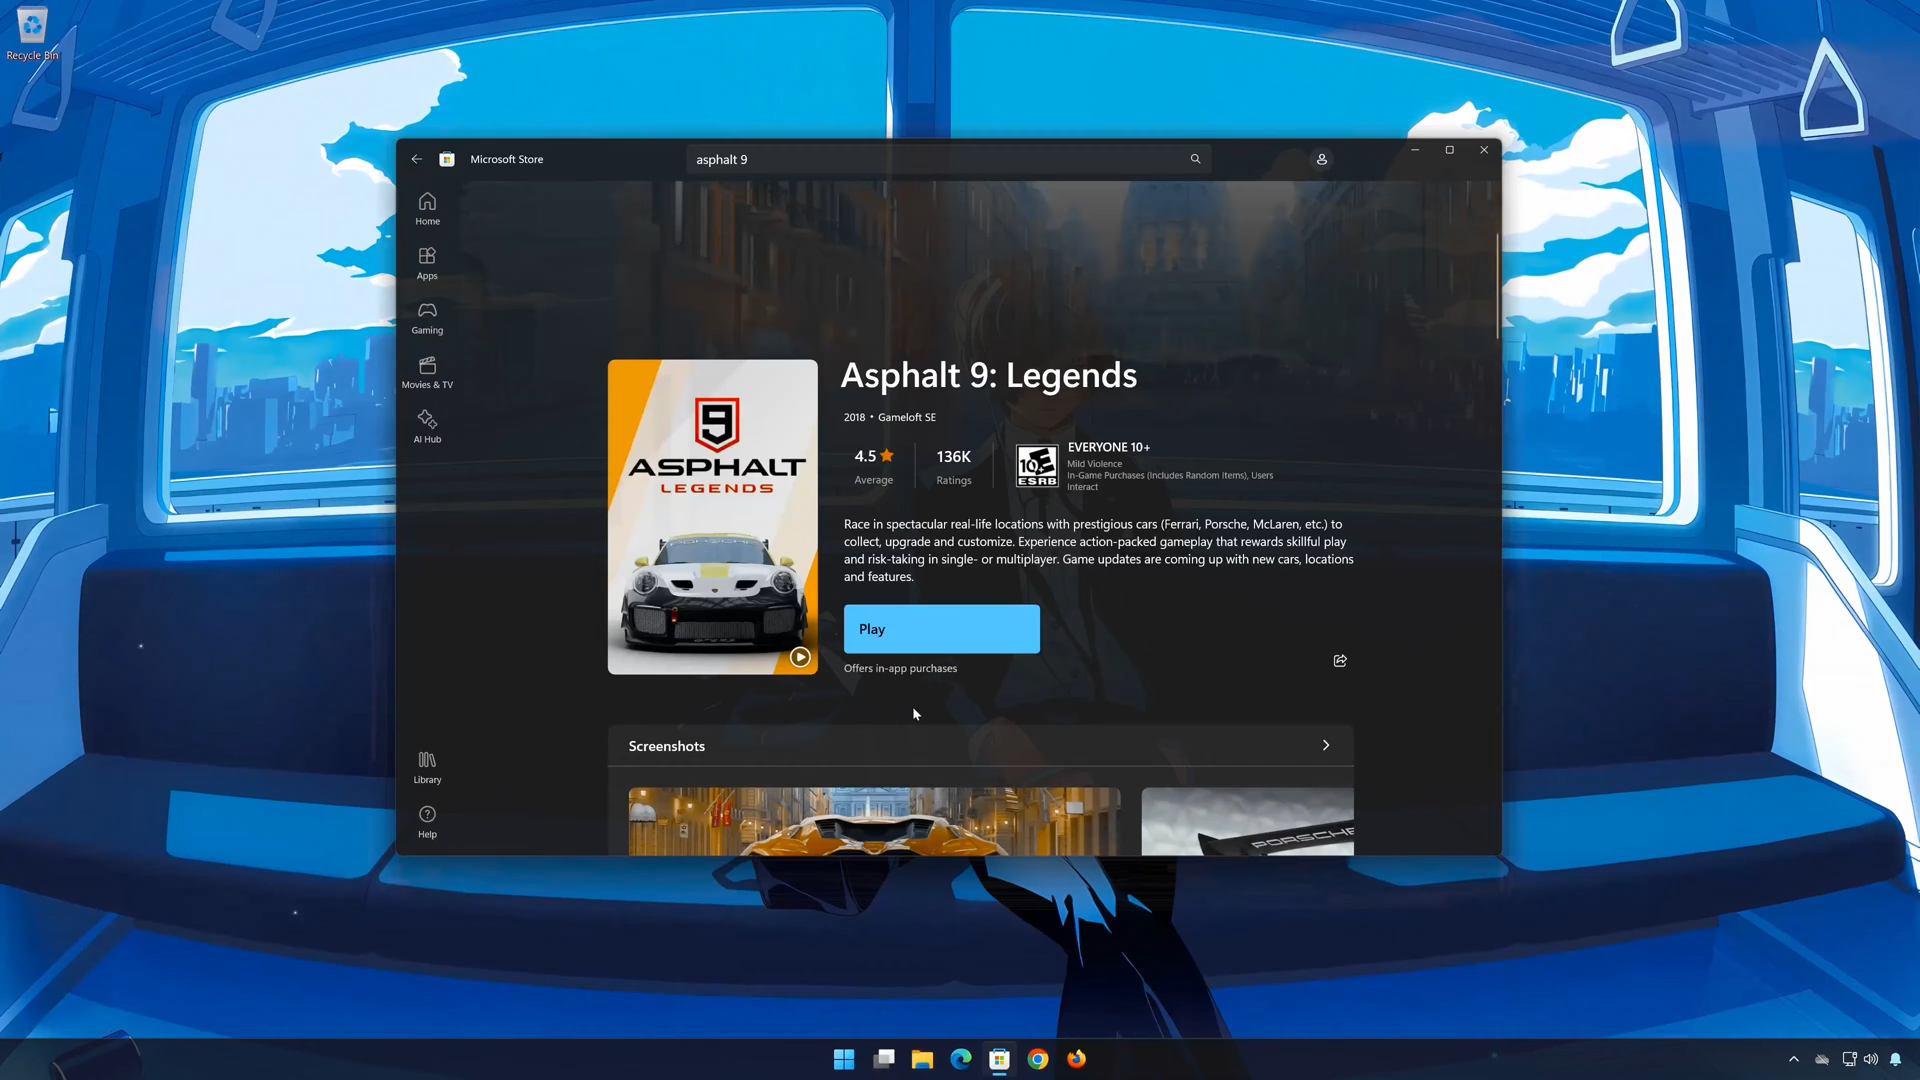 Recycle Bin
Microsoft Store
asphalt 9
Home
Apps
Gaming
Movies & TV
AI Hub
Library
Help
9
ASPHALT
LEGENDS
PORSCHE
Asphalt 9: Legends
2018 • Gameloft SE
4.5
Average
136K
Ratings
10+
E
ESRB
EVERYONE 10+
Mild Violence
In-Game Purchases (Includes Random Items), Users
Interact
Race in spectacular real-life locations with prestigious cars (Ferrari, Porsche, McLaren, etc.) to
collect, upgrade and customize. Experience action-packed gameplay that rewards skillful play
and risk-taking in single- or multiplayer. Game updates are coming up with new cars, locations
and features.
Play
Offers in-app purchases
Screenshots
PORSCHE